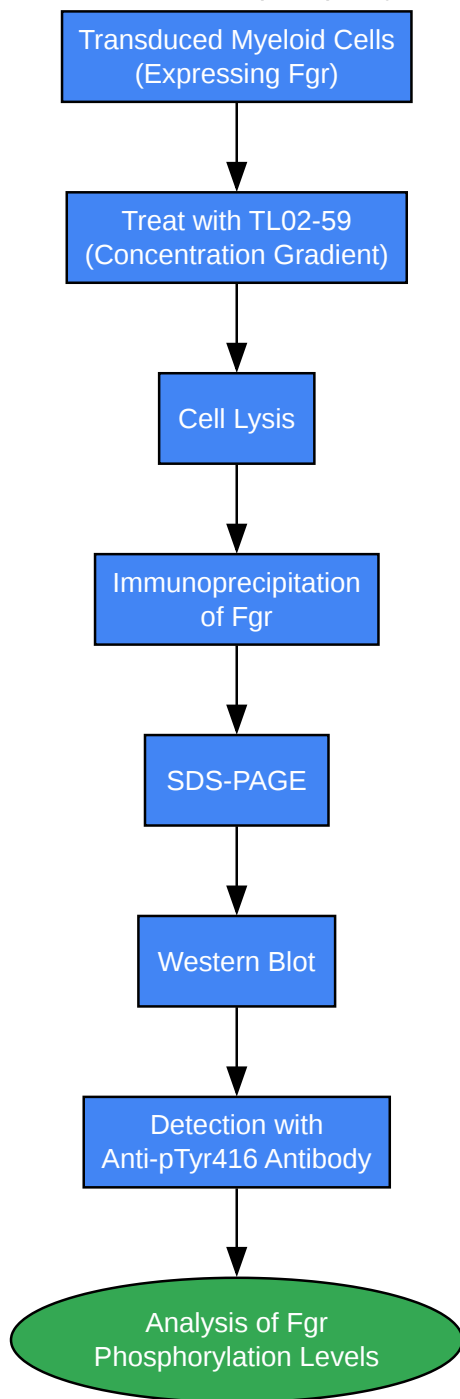 Transduced Myeloid Cells
(Expressing Fgr)
Treat with TL02-59
(Concentration Gradient)
Cell Lysis
Immunoprecipitation
of Fgr
SDS-PAGE
Western Blot
Detection with
Anti-pTyr416 Antibody
Analysis of Fgr
Phosphorylation Levels